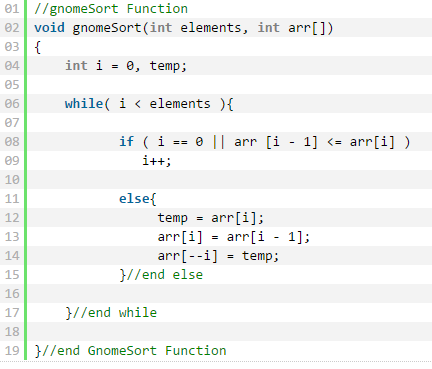 01 //gnomeSort Function
02 void gnomeSort(int elements, int arr[])
03 {
04     int i = 0, temp;
05
06     while( i < elements ){
07
08            if ( i == 0 || arr [i - 1] <= arr[i] )
09               i++;
10
11            else{
12                 temp = arr[i];
13                 arr[i] = arr[i - 1];
14                 arr[--i] = temp;
15            }//end else
16
17     }//end while
18
19 }//end GnomeSort Function